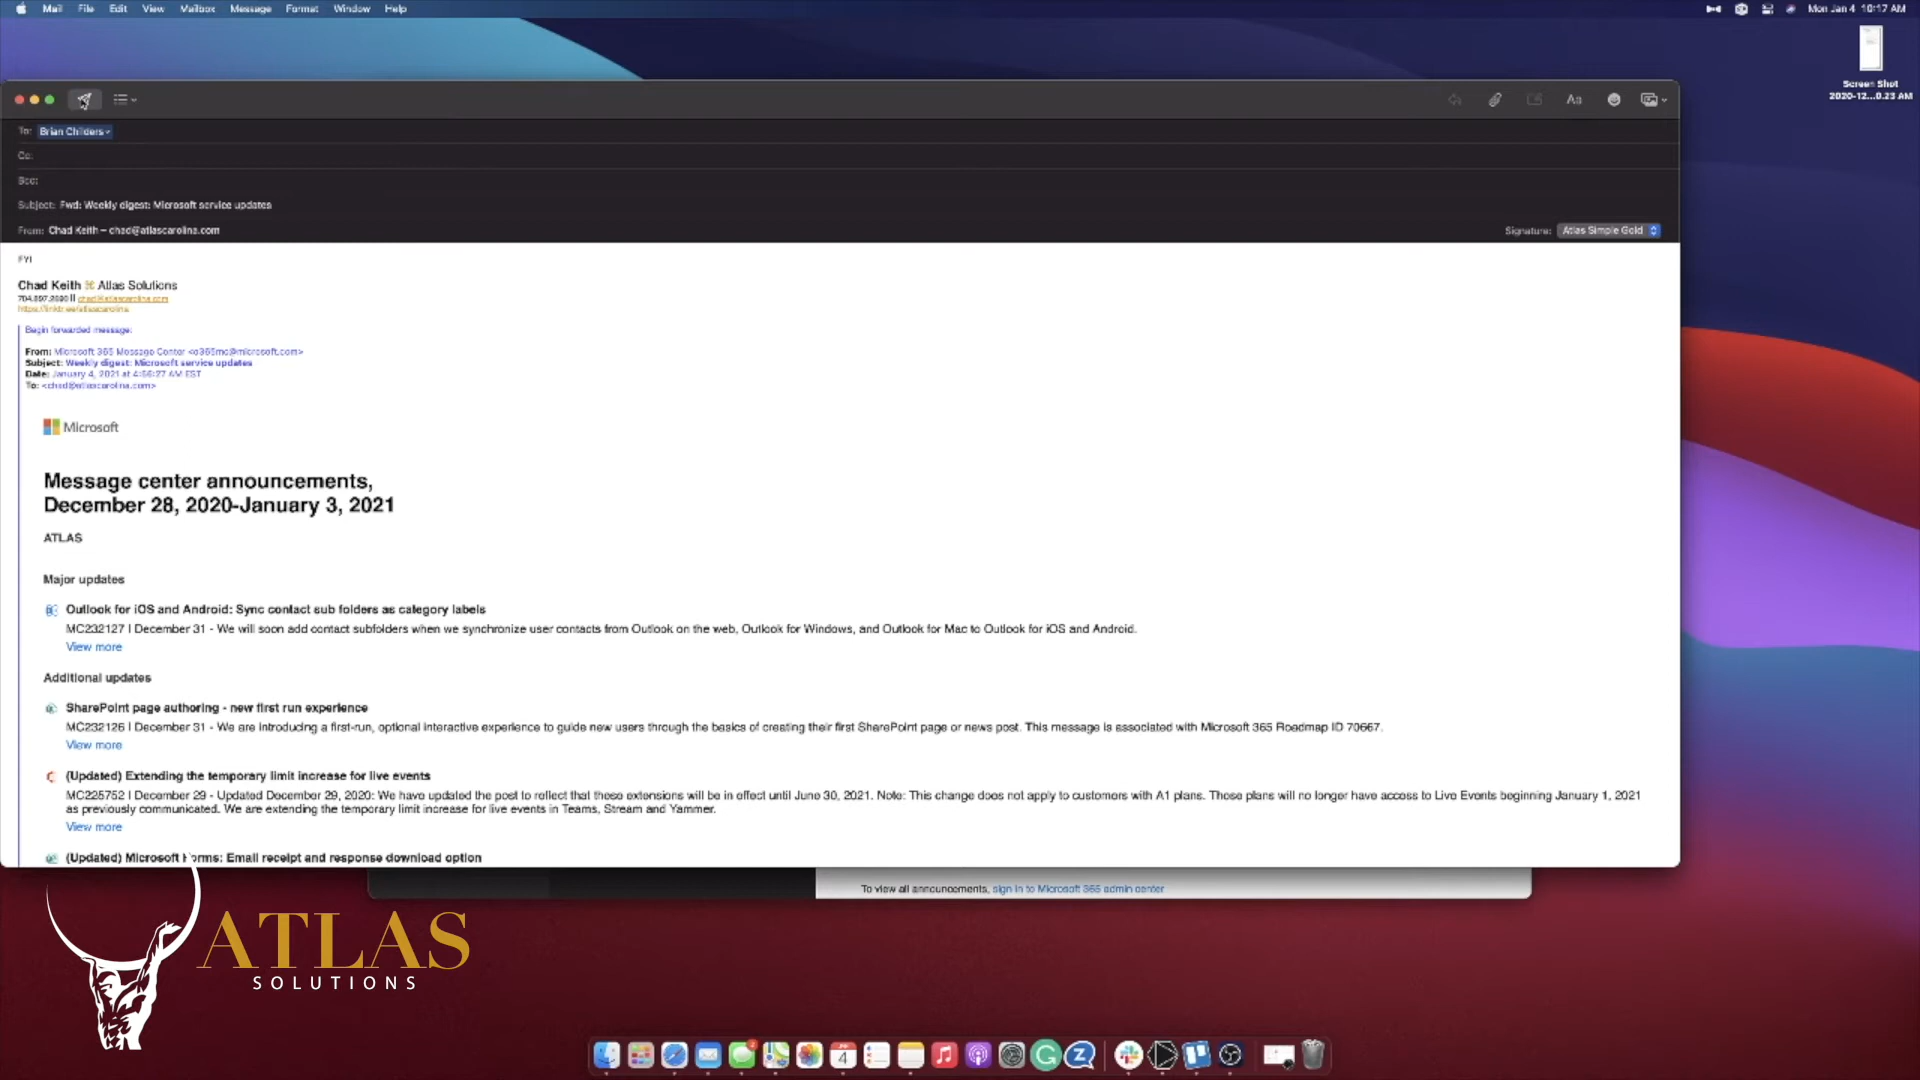 Mail File Edit View Mailbox Message Format Window Help
Mon Jan 4 10:17 AM
Screen Shot
2020-12...0.23 AM
To: Brian Childers
Cc:
Bcc:
Subject: Fwd: Weekly digest: Microsoft service updates
From: Chad Keith – chad@atlascarolina.com
Signature: Atlas Simple Gold
FYI
Chad Keith ⌘ Atlas Solutions
chad@atlascarolina.com
https://linktr.ee/atlascarolina
Begin forwarded message:
From: Microsoft 365 Message Center <o365mc@microsoft.com>
Subject: Weekly digest: Microsoft service updates
Date: January 4, 2021 at 4:56:27 AM EST
To: <chad@atlascarolina.com>
Microsoft
Message center announcements,
December 28, 2020-January 3, 2021
ATLAS
Major updates
Outlook for iOS and Android: Sync contact sub folders as category labels
MC232127 | December 31 - We will soon add contact subfolders when we synchronize user contacts from Outlook on the web, Outlook for Windows, and Outlook for Mac to Outlook for iOS and Android.
View more
Additional updates
SharePoint page authoring - new first run experience
MC232126 | December 31 - We are introducing a first-run, optional interactive experience to guide new users through the basics of creating their first SharePoint page or news post. This message is associated with Microsoft 365 Roadmap ID 70667.
View more
(Updated) Extending the temporary limit increase for live events
MC225752 | December 29 - Updated December 29, 2020: We have updated the post to reflect that these extensions will be in effect until June 30, 2021. Note: This change does not apply to customers with A1 plans. Those plans will no longer have access to Live Events beginning January 1, 2021
as previously communicated. We are extending the temporary limit increase for live events in Teams, Stream and Yammer.
View more
(Updated) Microsoft Forms: Email receipt and response download option
To view all announcements, sign in to Microsoft 365 admin center
ATLAS
SOLUTIONS